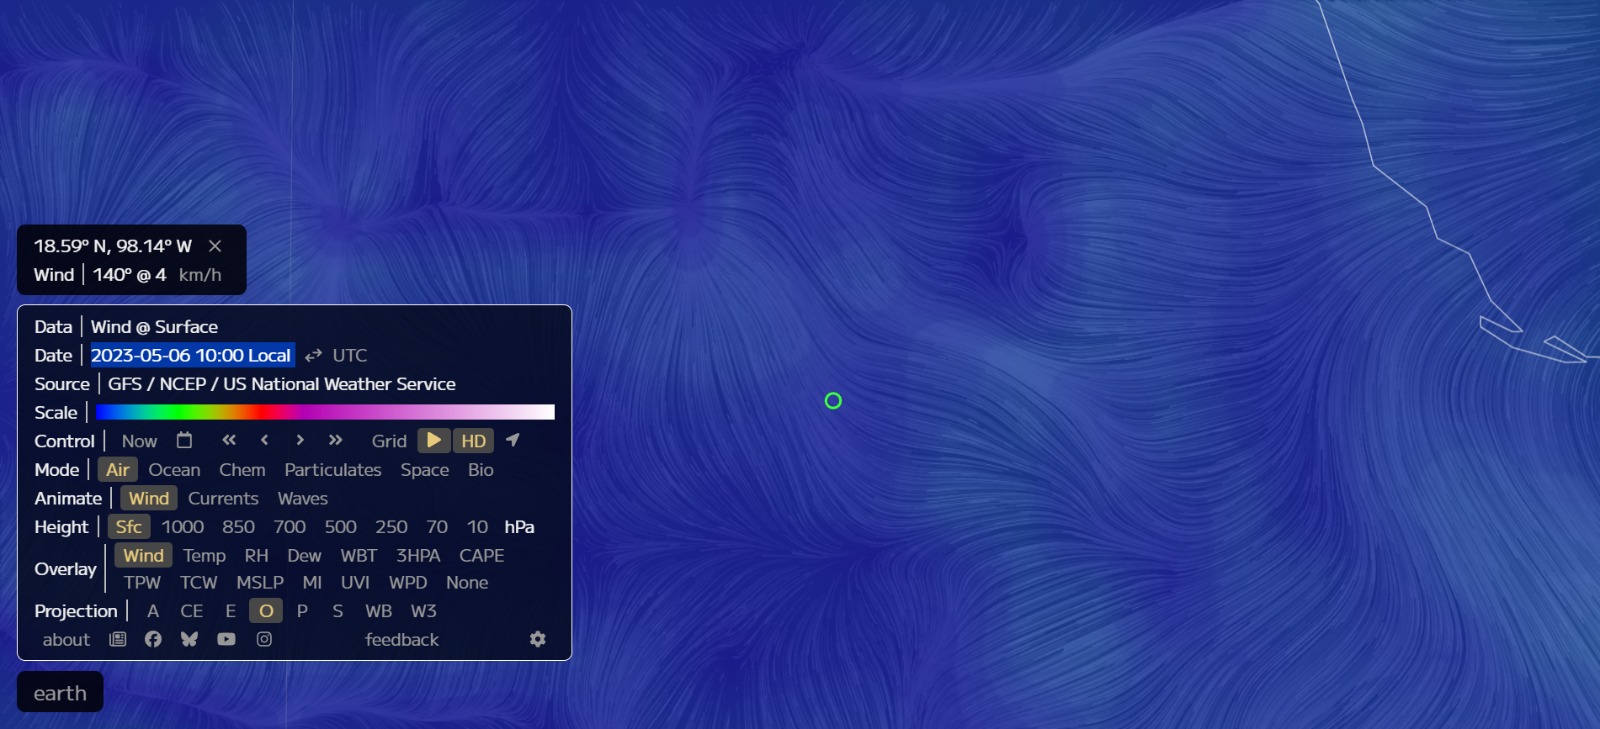 18.59° N, 98.14° W ×
Wind | 140° @ 4 km/h
Data | Wind @ Surface
Date | 2023-05-06 10:00 Local ⇄ UTC
Source | GFS / NCEP / US National Weather Service
Scale |
Control | Now « ‹ › » Grid HD
Mode | Air Ocean Chem Particulates Space Bio
Animate | Wind Currents Waves
Height | Sfc 1000 850 700 500 250 70 10 hPa
Overlay | Wind Temp RH Dew WBT 3HPA CAPE
TPW TCW MSLP MI UVI WPD None
Projection | A CE E O P S WB W3
about feedback
earth